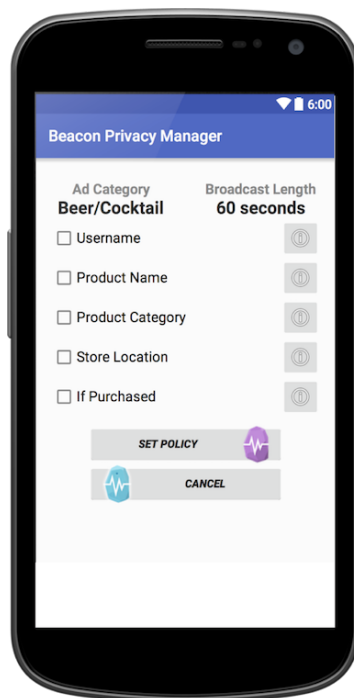 6:00
Beacon Privacy Manager
Ad Category Broadcast Length
Beer/Cocktail 60 seconds
Username
Product Name
Product Category
Store Location
If Purchased
SET POLICY
CANCEL